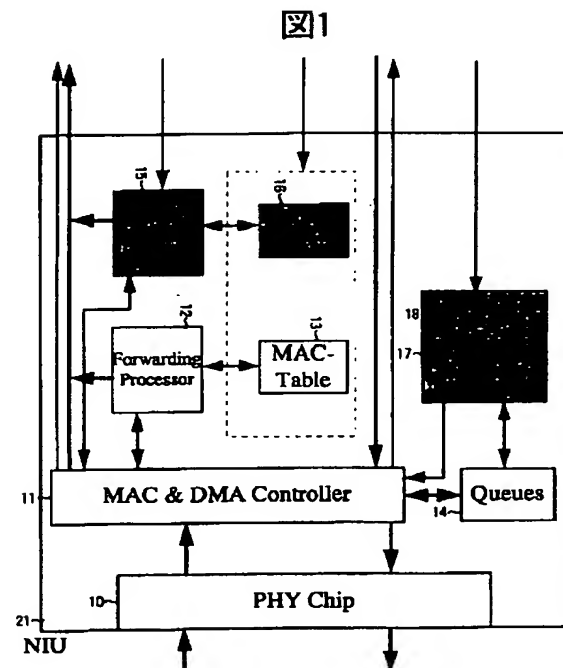 図1
15
16
12
Forwarding
Processor
13
MAC-
Table
18
17
11
MAC & DMA Controller
Queues
14
10
PHY Chip
21
NIU